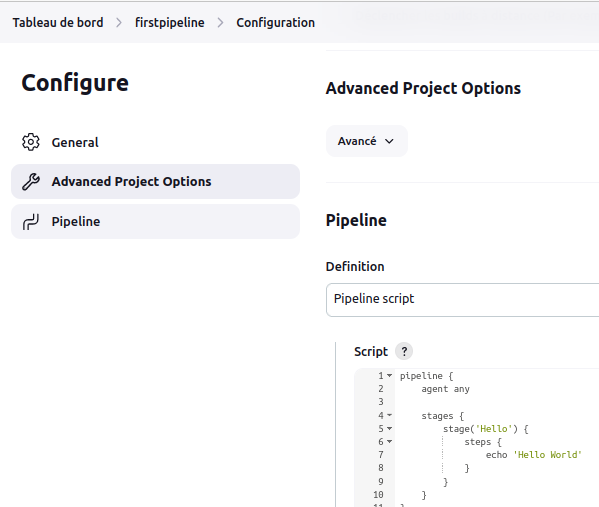 Tableau de bord > firstpipeline > Configuration
Configure
General
Advanced Project Options
Pipeline
Advanced Project Options
Avancé
Pipeline
Definition
Pipeline script
Script ?
1 pipeline {
2     agent any
3
4     stages {
5         stage('Hello') {
6             steps {
7                 echo 'Hello World'
8             }
9         }
10     }
11 }